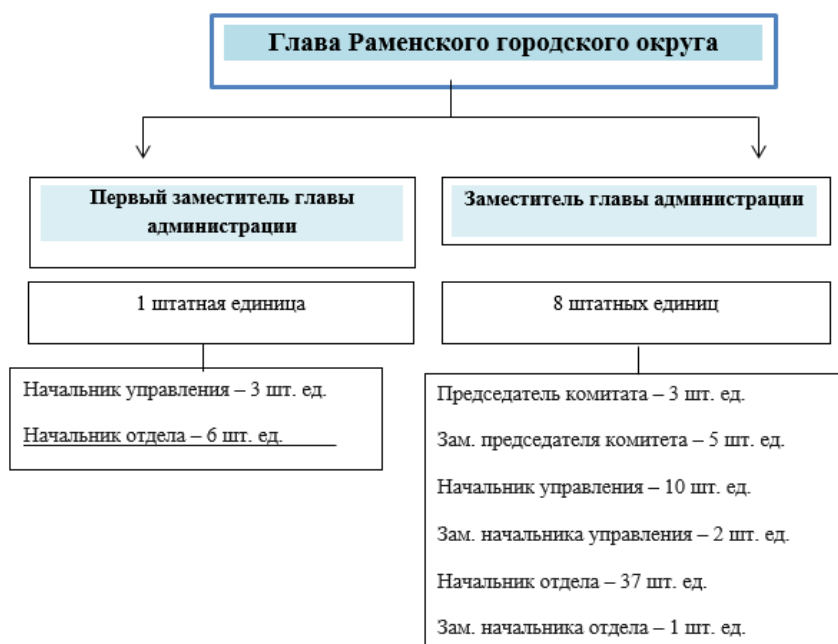 Глава Раменского городского округа
Первый заместитель главы
администрации
1 штатная единица
Начальник управления – 3 шт. ед.
Начальник отдела – 6 шт. ед.
Заместитель главы администрации
8 штатных единиц
Председатель комитата – 3 шт. ед.
Зам. председателя комитета – 5 шт. ед.
Начальник управления – 10 шт. ед.
Зам. начальника управления – 2 шт. ед.
Начальник отдела – 37 шт. ед.
Зам. начальника отдела – 1 шт. ед.